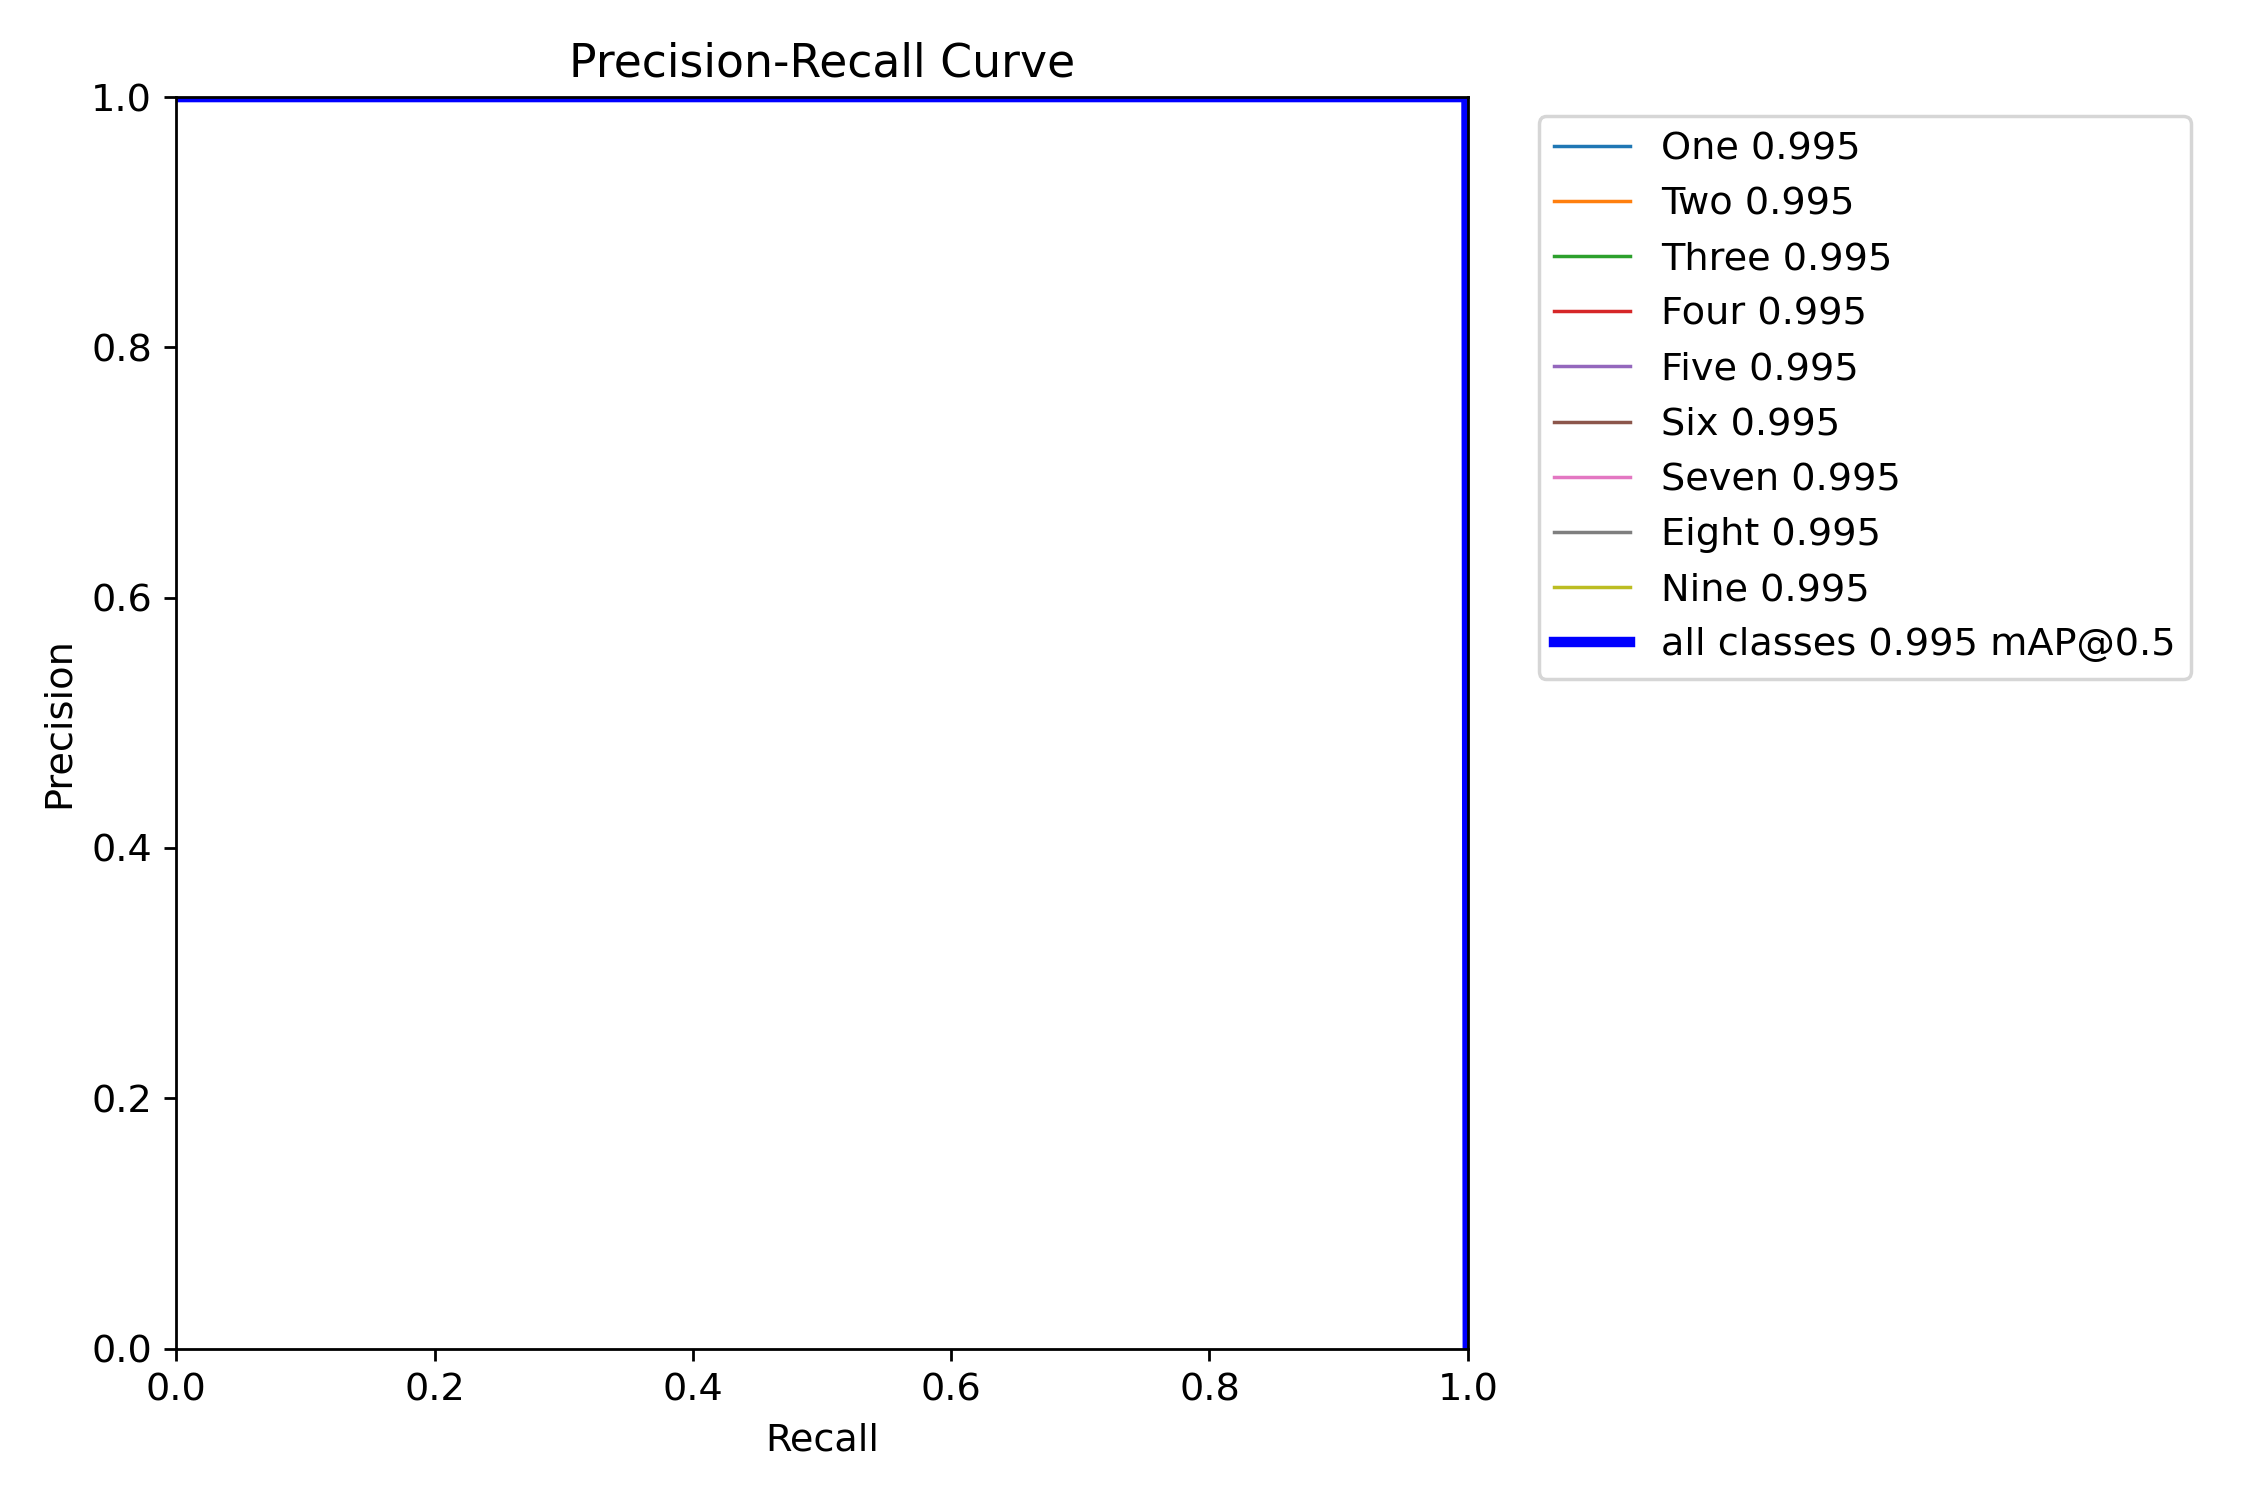 Precision-Recall Curve
1.0
0.8
0.6
0.4
0.2
0.0
Precision
0.0 0.2 0.4 0.6 0.8 1.0
Recall
One 0.995
Two 0.995
Three 0.995
Four 0.995
Five 0.995
Six 0.995
Seven 0.995
Eight 0.995
Nine 0.995
all classes 0.995 mAP@0.5